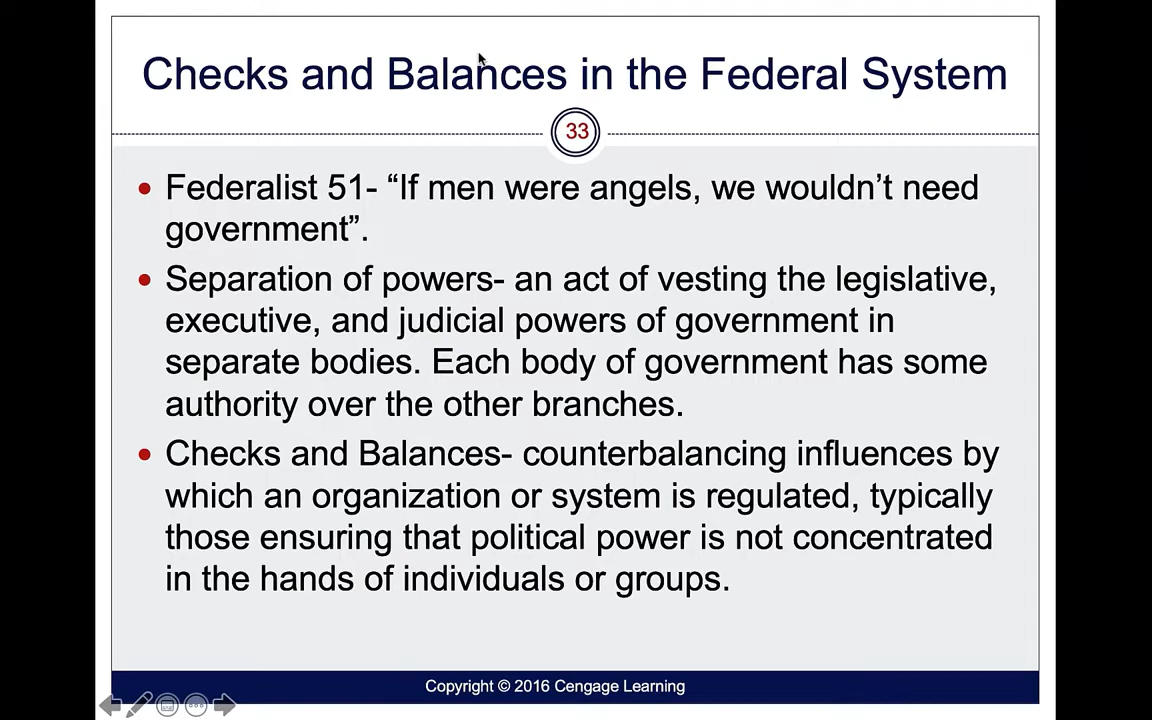 Checks and Balances in the Federal System
33
• Federalist 51- “If men were angels, we wouldn’t need
government”.
• Separation of powers- an act of vesting the legislative,
executive, and judicial powers of government in
separate bodies. Each body of government has some
authority over the other branches.
• Checks and Balances- counterbalancing influences by
which an organization or system is regulated, typically
those ensuring that political power is not concentrated
in the hands of individuals or groups.
Copyright © 2016 Cengage Learning